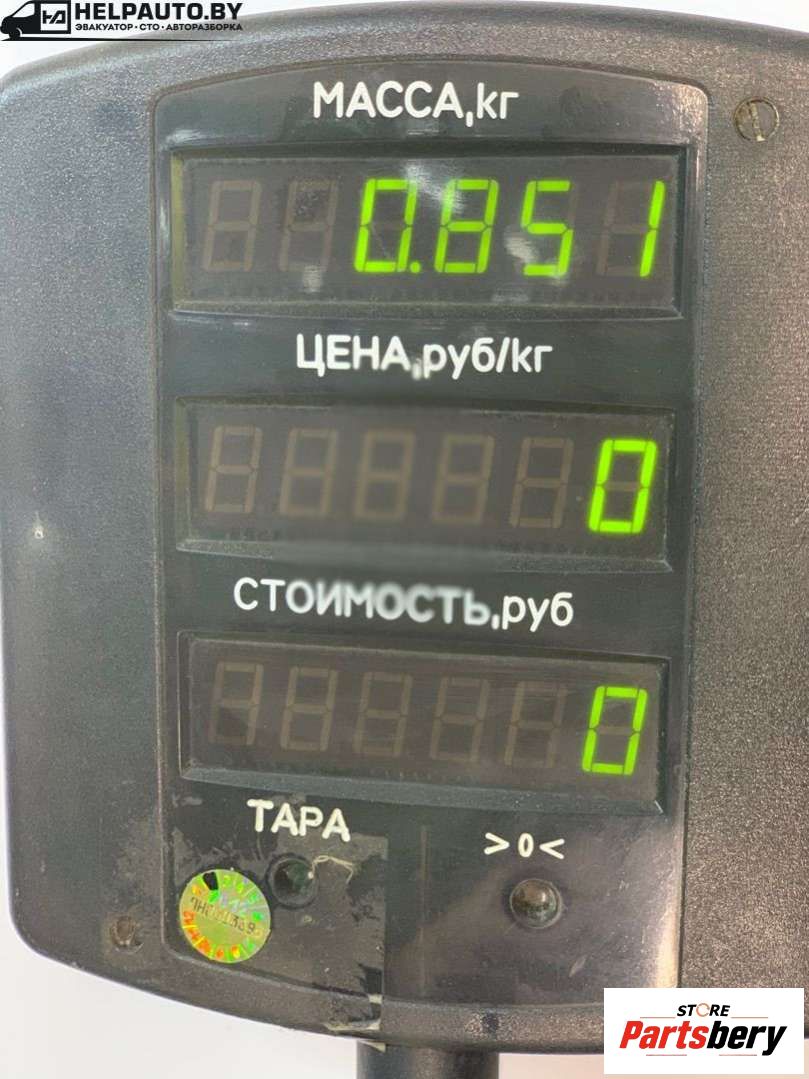 HELPAUTO.BY
ЭВАКУАТОР · СТО · АВТОРАЗБОРКА
МАССА,кг
0.851
ЦЕНА,руб/кг
0
СТОИМОСТЬ,руб
0
ТАРА
>0<
STORE
Partsbery